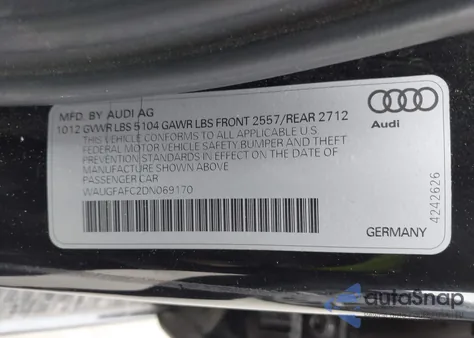 MFD. BY AUDI AG
1012 GVWR LBS 5104 GAWR LBS FRONT 2557/REAR 2712
THIS VEHICLE CONFORMS TO ALL APPLICABLE U.S.
FEDERAL MOTOR VEHICLE SAFETY BUMPER AND THEFT
PREVENTION STANDARDS IN EFFECT ON THE DATE OF
MANUFACTURE SHOWN ABOVE
PASSENGER CAR
WAUGFAFC2DN069170
Audi
4242626
GERMANY
autoSnap